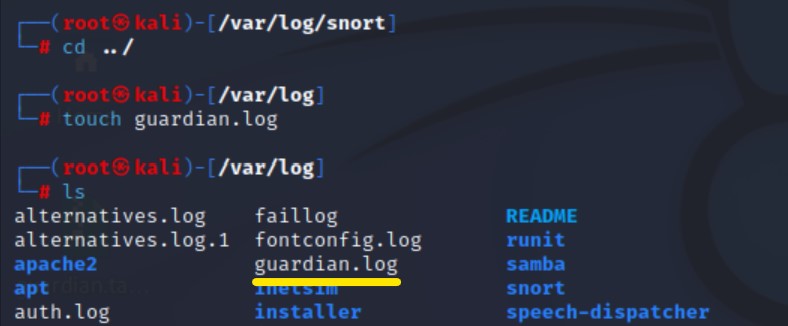 ┌──(root㉿kali)-[/var/log/snort]
└─# cd ../
┌──(root㉿kali)-[/var/log]
└─# touch guardian.log
┌──(root㉿kali)-[/var/log]
└─# ls
alternatives.log faillog README
alternatives.log.1 fontconfig.log runit
apache2 guardian.log samba
apt inetsim snort
auth.log installer speech-dispatcher